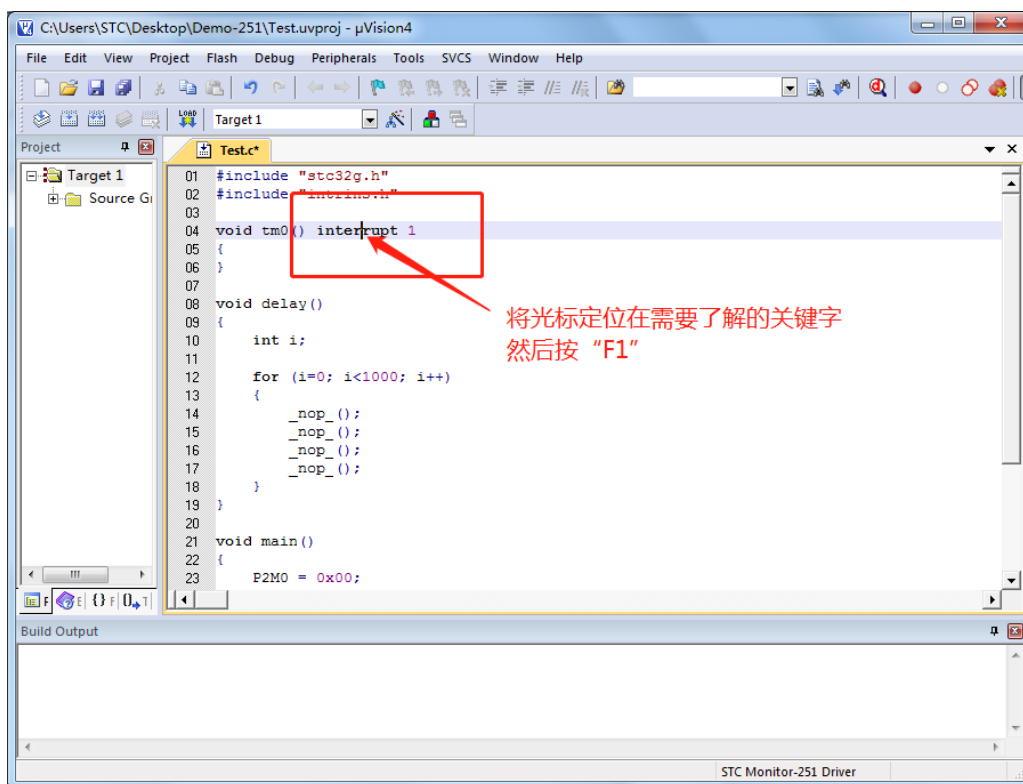 C:\Users\STC\Desktop\Demo-251\Test.uvproj - µVision4
File Edit View Project Flash Debug Peripherals Tools SVCS Window Help
LOAD Target 1
Project
Test.c*
Target 1
Source Gr
01 #include "stc32g.h"
02 #include "intrins.h"
03
04 void tm0() interrupt 1
05 {
06 }
07
08 void delay()
09 {
10 int i;
11
12 for (i=0; i<1000; i++)
13 {
14 _nop_();
15 _nop_();
16 _nop_();
17 _nop_();
18 }
19 }
20
21 void main()
22 {
23 P2M0 = 0x00;
将光标定位在需要了解的关键字
然后按“F1”
Build Output
STC Monitor-251 Driver